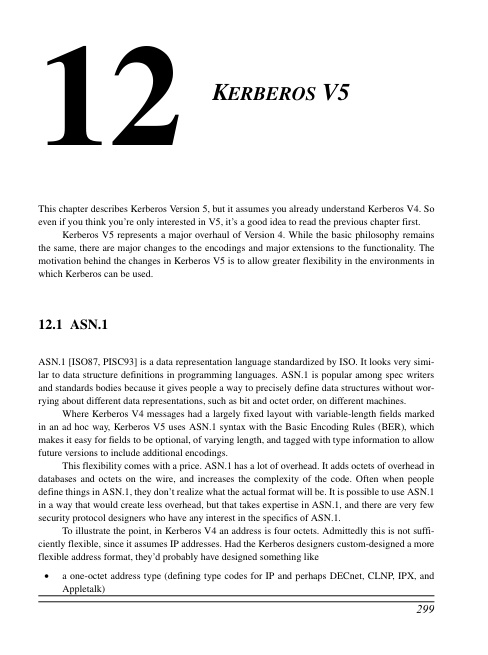 12
KERBEROS V5
This chapter describes Kerberos Version 5, but it assumes you already understand Kerberos V4. So
even if you think you're only interested in V5, it's a good idea to read the previous chapter first.
Kerberos V5 represents a major overhaul of Version 4. While the basic philosophy remains
the same, there are major changes to the encodings and major extensions to the functionality. The
motivation behind the changes in Kerberos V5 is to allow greater flexibility in the environments in
which Kerberos can be used.
12.1 ASN.1
ASN.1 [ISO87, PISC93] is a data representation language standardized by ISO. It looks very simi-
lar to data structure definitions in programming languages. ASN.1 is popular among spec writers
and standards bodies because it gives people a way to precisely define data structures without wor-
rying about different data representations, such as bit and octet order, on different machines.
Where Kerberos V4 messages had a largely fixed layout with variable-length fields marked
in an ad hoc way, Kerberos V5 uses ASN.1 syntax with the Basic Encoding Rules (BER), which
makes it easy for fields to be optional, of varying length, and tagged with type information to allow
future versions to include additional encodings.
This flexibility comes with a price. ASN.1 has a lot of overhead. It adds octets of overhead in
databases and octets on the wire, and increases the complexity of the code. Often when people
define things in ASN.1, they don't realize what the actual format will be. It is possible to use ASN.1
in a way that would create less overhead, but that takes expertise in ASN.1, and there are very few
security protocol designers who have any interest in the specifics of ASN.1.
To illustrate the point, in Kerberos V4 an address is four octets. Admittedly this is not suffi-
ciently flexible, since it assumes IP addresses. Had the Kerberos designers custom-designed a more
flexible address format, they'd probably have designed something like
• a one-octet address type (defining type codes for IP and perhaps DECnet, CLNP, IPX, and
Appletalk)
299